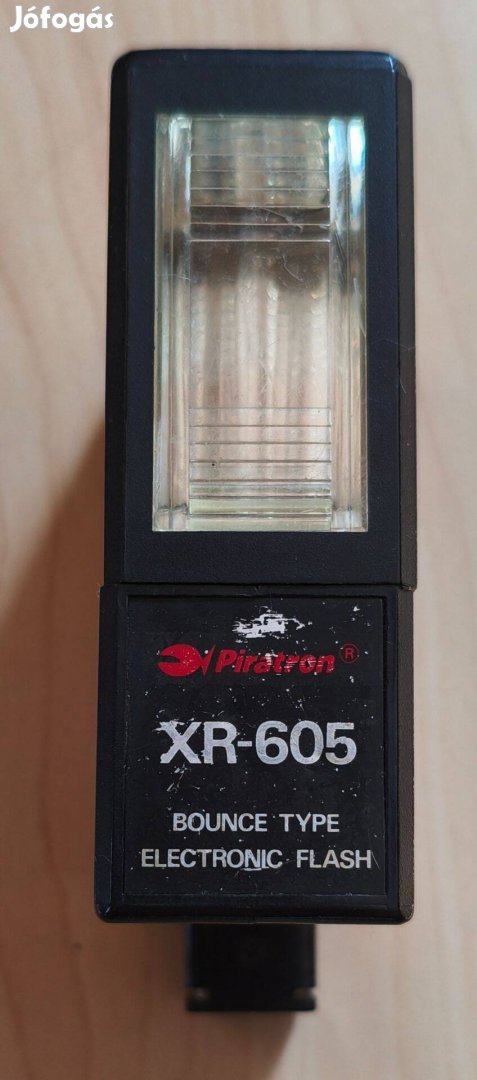 Jófogás
Piratron®
XR-605
BOUNCE TYPE
ELECTRONIC FLASH